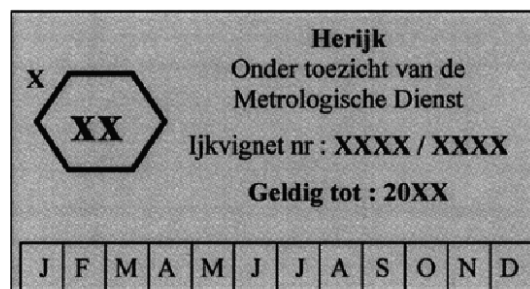 Herijk
Onder toezicht van de
Metrologische Dienst
X
XX
Ijkvignet nr : XXXX / XXXX
Geldig tot : 20XX
J F M A M J J A S O N D